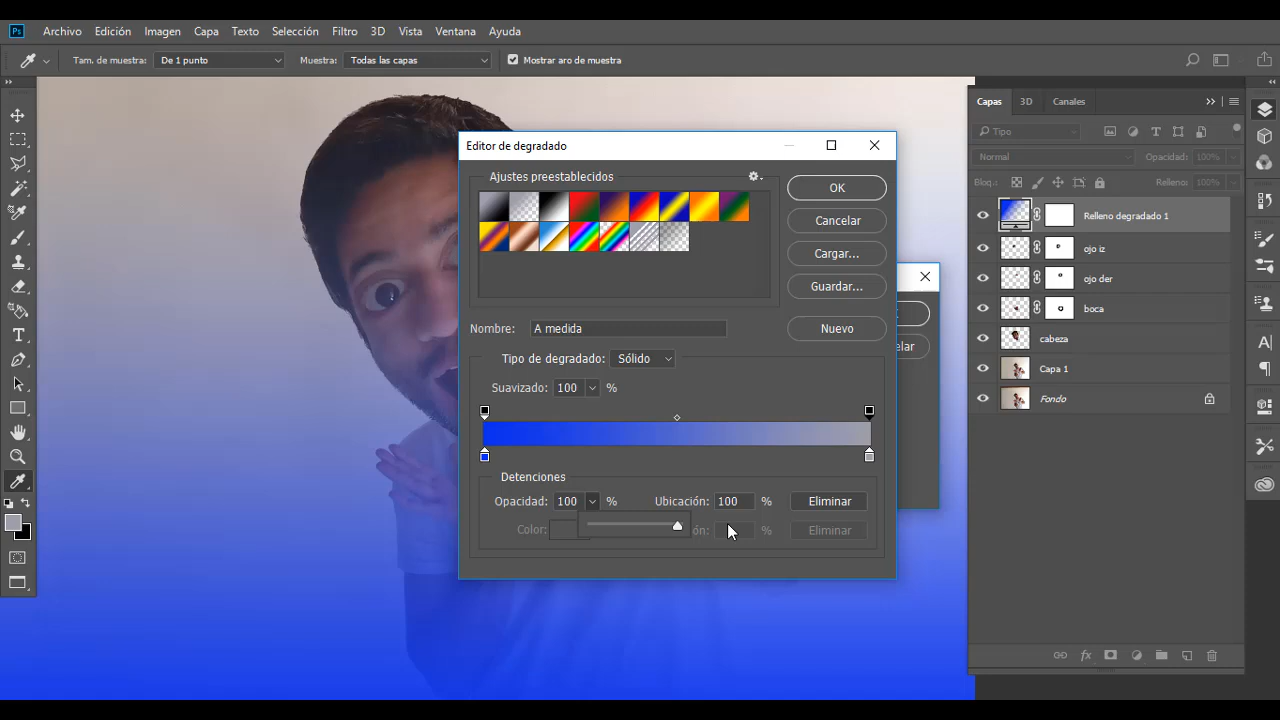 Ps Archivo Edición Imagen Capa Texto Selección Filtro 3D Vista Ventana Ayuda
Tam. de muestra: De 1 punto Muestra: Todas las capas Mostrar aro de muestra
Capas 3D Canales
Tipo
Normal Opacidad: 100%
Bloq.: Relleno: 100%
Relleno degradado 1
ojo iz
ojo der
boca
cabeza
Capa 1
Fondo
Editor de degradado
Ajustes preestablecidos
OK
Cancelar
Cargar...
Guardar...
Nombre: A medida
Nuevo
elar
Tipo de degradado: Sólido
Suavizado: 100 %
Detenciones
Opacidad: 100 % Ubicación: 100 % Eliminar
Color: ón: % Eliminar